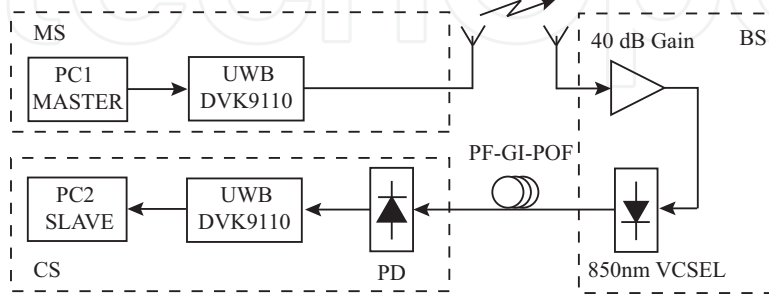 MS
PC1
MASTER
UWB
DVK9110
40 dB Gain
BS
PC2
SLAVE
UWB
DVK9110
PF-GI-POF
CS
PD
850nm VCSEL